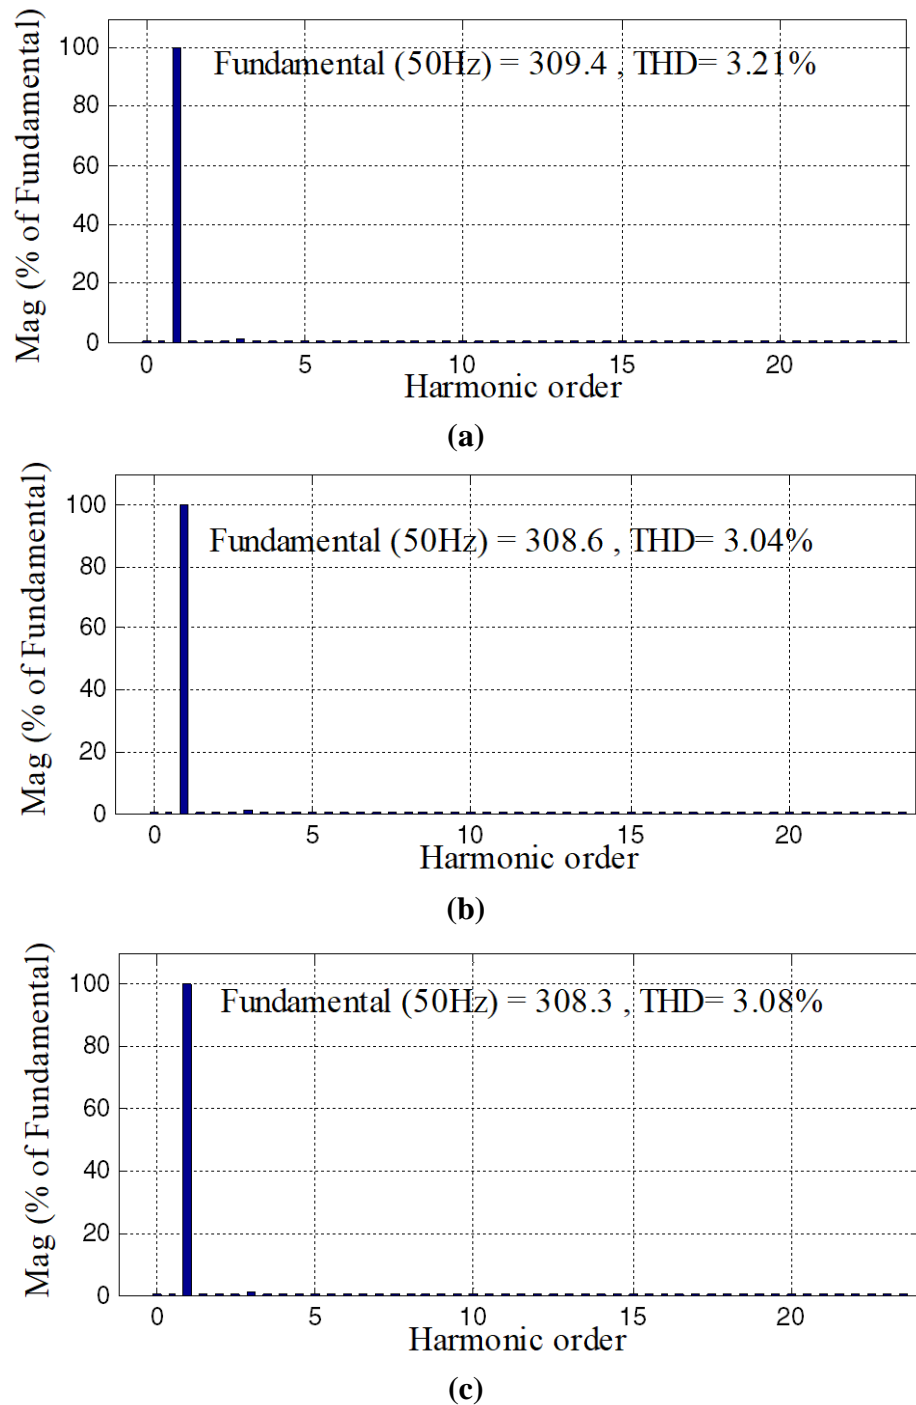 Mag (% of Fundamental)
Fundamental (50Hz) = 309.4 , THD= 3.21%
100
80
60
40
20
0
0 5 10 15 20
Harmonic order
(a)
Mag (% of Fundamental)
Fundamental (50Hz) = 308.6 , THD= 3.04%
100
80
60
40
20
0
0 5 10 15 20
Harmonic order
(b)
Mag (% of Fundamental)
Fundamental (50Hz) = 308.3 , THD= 3.08%
100
80
60
40
20
0
0 5 10 15 20
Harmonic order
(c)